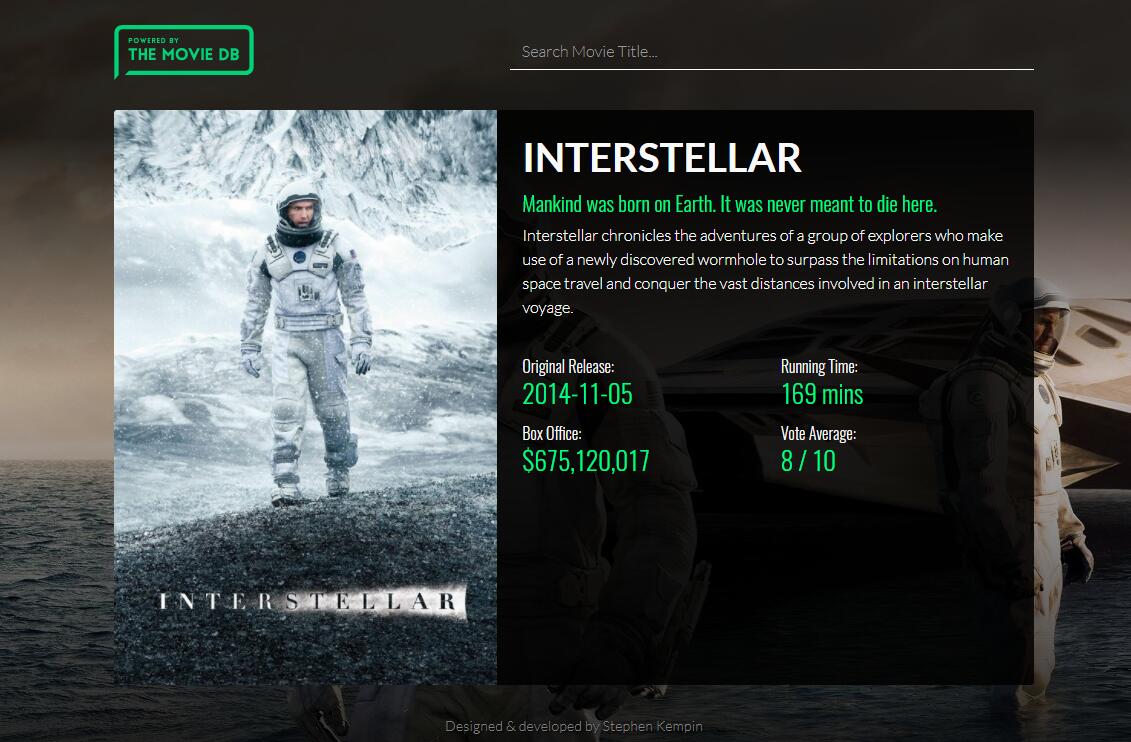 POWERED BY
THE MOVIE DB
Search Movie Title...
INTERSTELLAR
Mankind was born on Earth. It was never meant to die here.
Interstellar chronicles the adventures of a group of explorers who make
use of a newly discovered wormhole to surpass the limitations on human
space travel and conquer the vast distances involved in an interstellar
voyage.
Original Release:
2014-11-05
Running Time:
169 mins
Box Office:
$675,120,017
Vote Average:
8 / 10
INTERSTELLAR
Designed & developed by Stephen Kempin